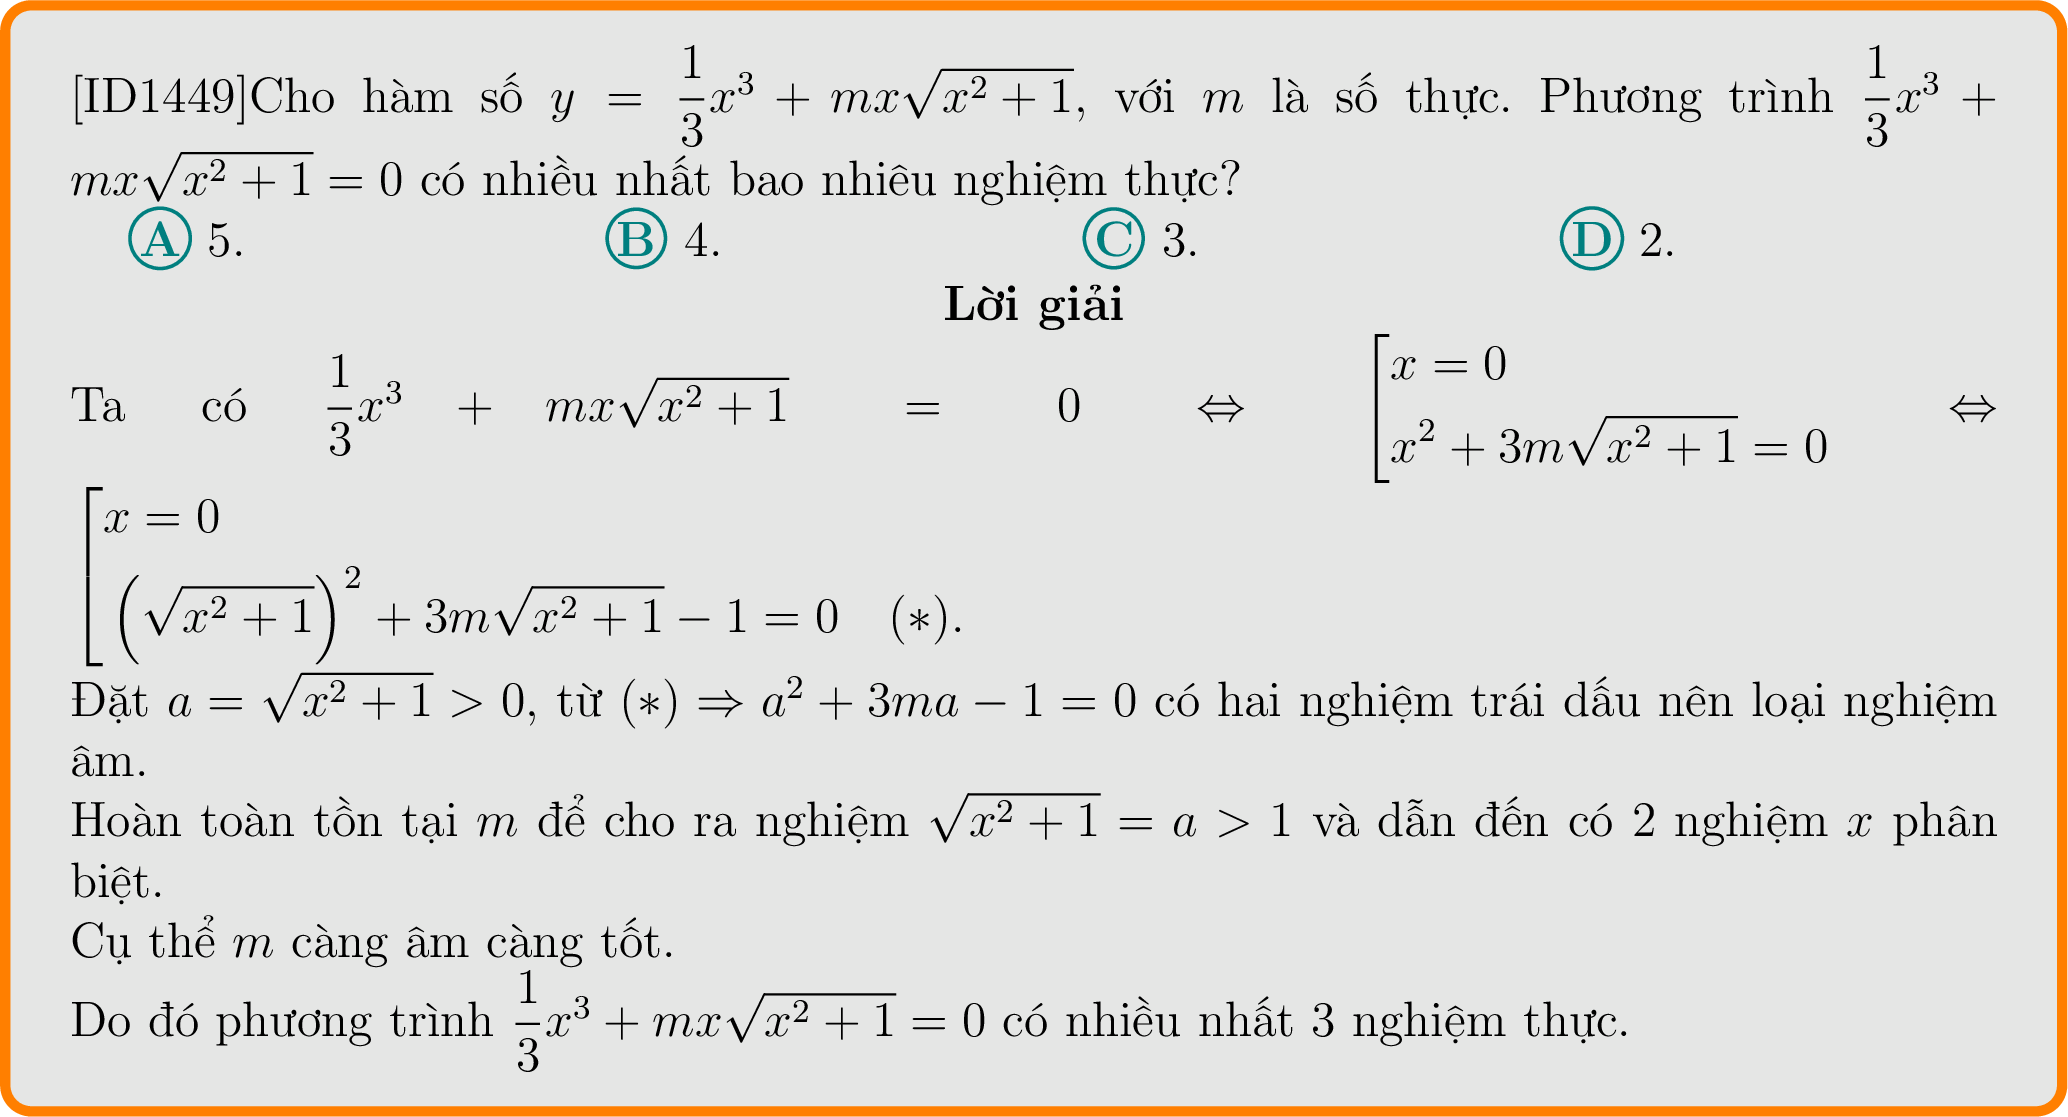 [ID1449]Cho hàm số $y = \dfrac{1}{3}x^3 + mx\sqrt{x^2+1}$, với $m$ là số thực. Phương trình $\dfrac{1}{3}x^3 +$
$mx\sqrt{x^2+1} = 0$ có nhiều nhất bao nhiêu nghiệm thực?
Ⓐ 5. Ⓑ 4. Ⓒ 3. Ⓓ 2.
Lời giải
Ta có $\dfrac{1}{3}x^3 + mx\sqrt{x^2+1} = 0 \Leftrightarrow \left[\begin{array}{l} x = 0 \\ x^2 + 3m\sqrt{x^2+1} = 0 \end{array}\right. \Leftrightarrow$
$\left[\begin{array}{l} x = 0 \\ \left(\sqrt{x^2+1}\right)^2 + 3m\sqrt{x^2+1} - 1 = 0 \quad (*). \end{array}\right.$
Đặt $a = \sqrt{x^2+1} > 0$, từ $(*) \Rightarrow a^2 + 3ma - 1 = 0$ có hai nghiệm trái dấu nên loại nghiệm
âm.
Hoàn toàn tồn tại $m$ để cho ra nghiệm $\sqrt{x^2+1} = a > 1$ và dẫn đến có 2 nghiệm $x$ phân
biệt.
Cụ thể $m$ càng âm càng tốt.
Do đó phương trình $\dfrac{1}{3}x^3 + mx\sqrt{x^2+1} = 0$ có nhiều nhất 3 nghiệm thực.